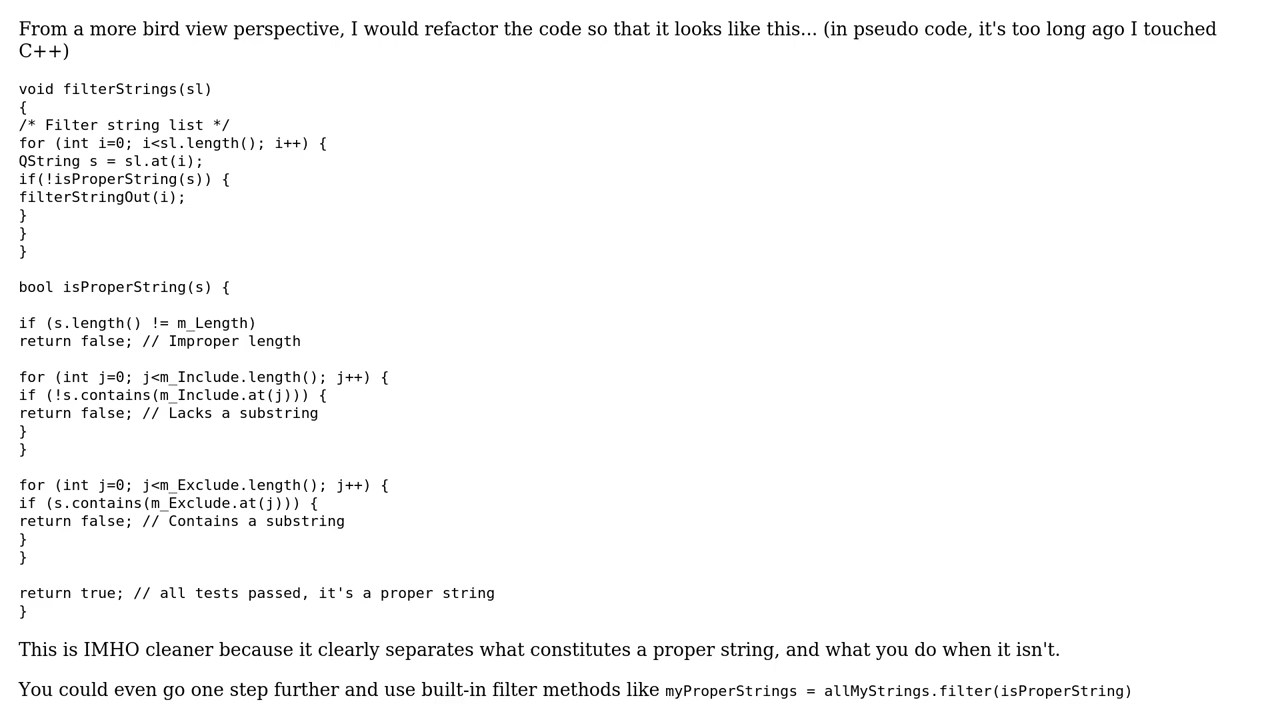 From a more bird view perspective, I would refactor the code so that it looks like this... (in pseudo code, it's too long ago I touched
C++)
void filterStrings(sl)
{
/* Filter string list */
for (int i=0; i<sl.length(); i++) {
QString s = sl.at(i);
if(!isProperString(s)) {
filterStringOut(i);
}
}
}
bool isProperString(s) {
if (s.length() != m_Length)
return false; // Improper length
for (int j=0; j<m_Include.length(); j++) {
if (!s.contains(m_Include.at(j))) {
return false; // Lacks a substring
}
}
for (int j=0; j<m_Exclude.length(); j++) {
if (s.contains(m_Exclude.at(j))) {
return false; // Contains a substring
}
}
return true; // all tests passed, it's a proper string
}
This is IMHO cleaner because it clearly separates what constitutes a proper string, and what you do when it isn't.
You could even go one step further and use built-in filter methods like myProperStrings = allMyStrings.filter(isProperString)